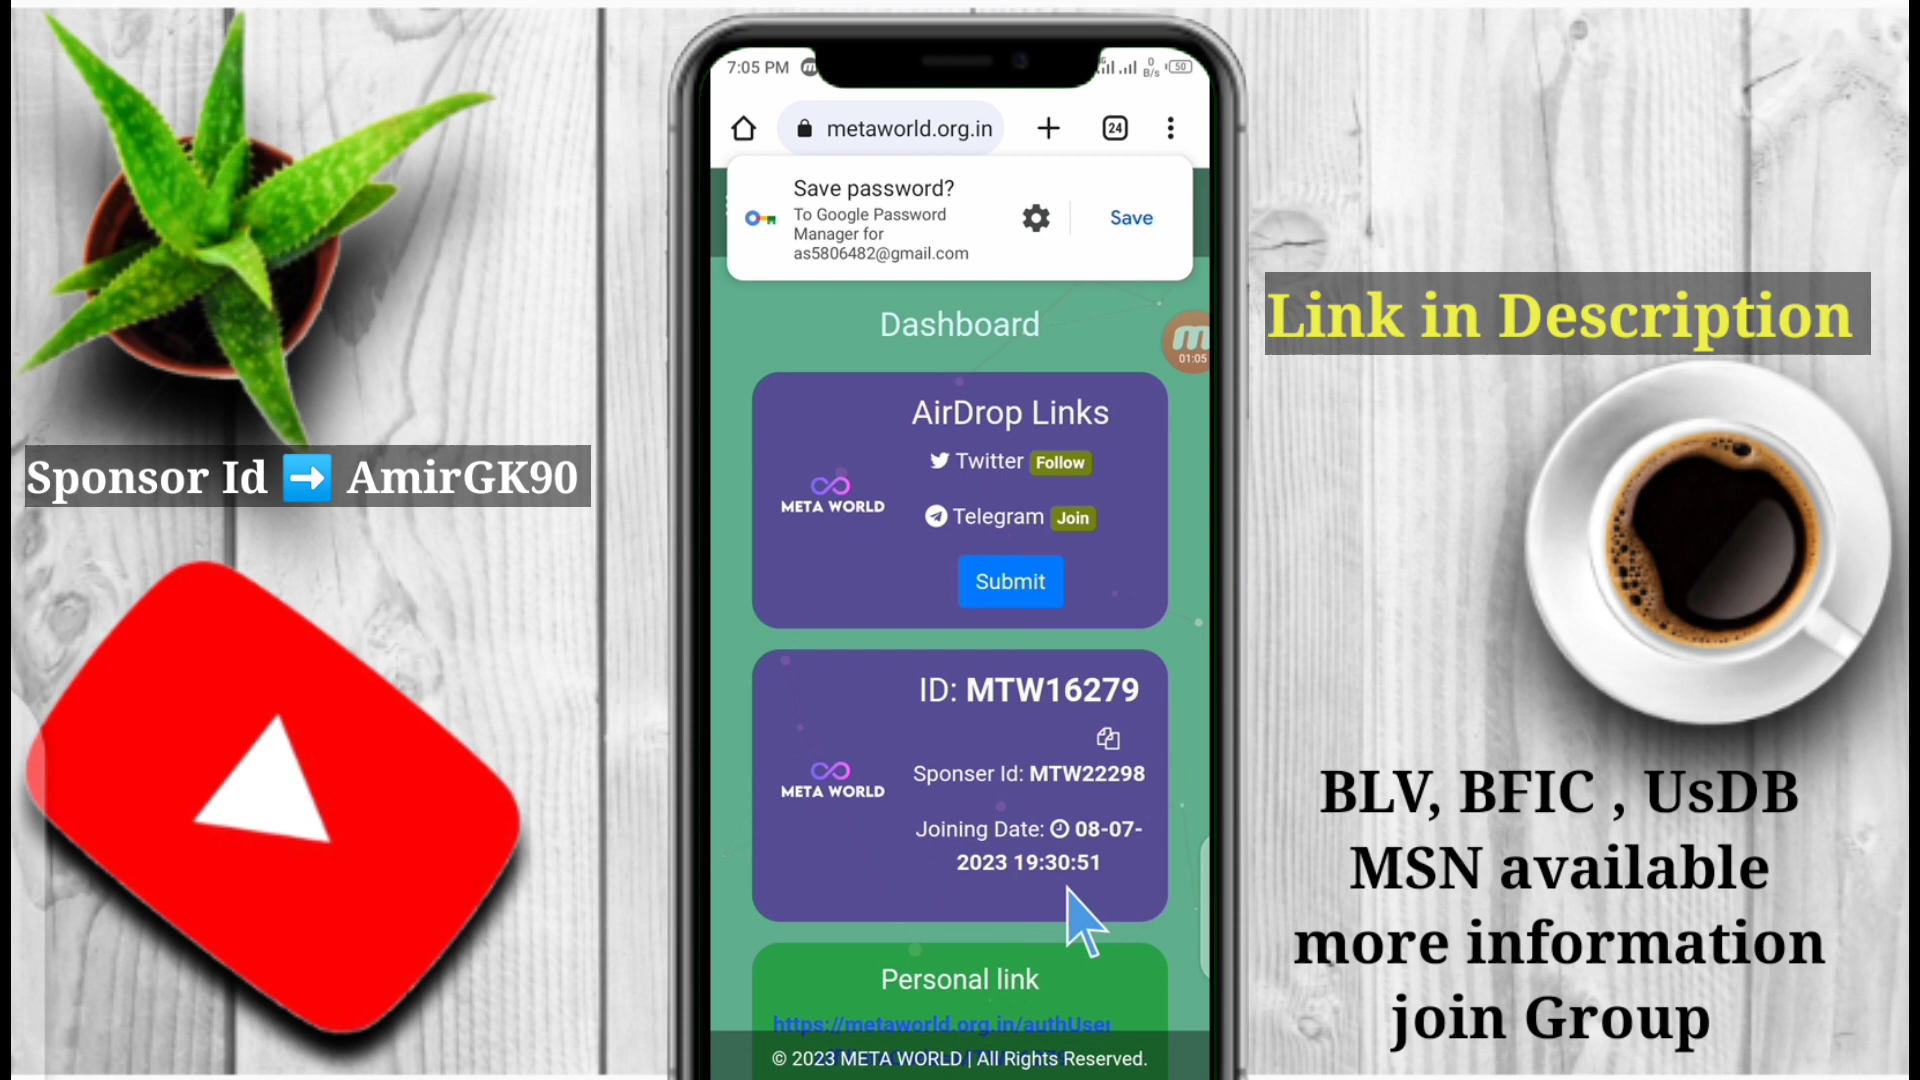 7:05 PM
0
B/s
50
metaworld.org.in
24
Save password?
To Google Password
Manager for
as5806482@gmail.com
Save
Dashboard
01:05
AirDrop Links
Twitter Follow
Telegram Join
META WORLD
Submit
ID: MTW16279
Sponser Id: MTW22298
META WORLD
Joining Date: 08-07-
2023 19:30:51
Personal link
https://metaworld.org.in/authUser
© 2023 META WORLD | All Rights Reserved.
Sponsor Id ➡ AmirGK90
Link in Description
BLV, BFIC , UsDB
MSN available
more information
join Group